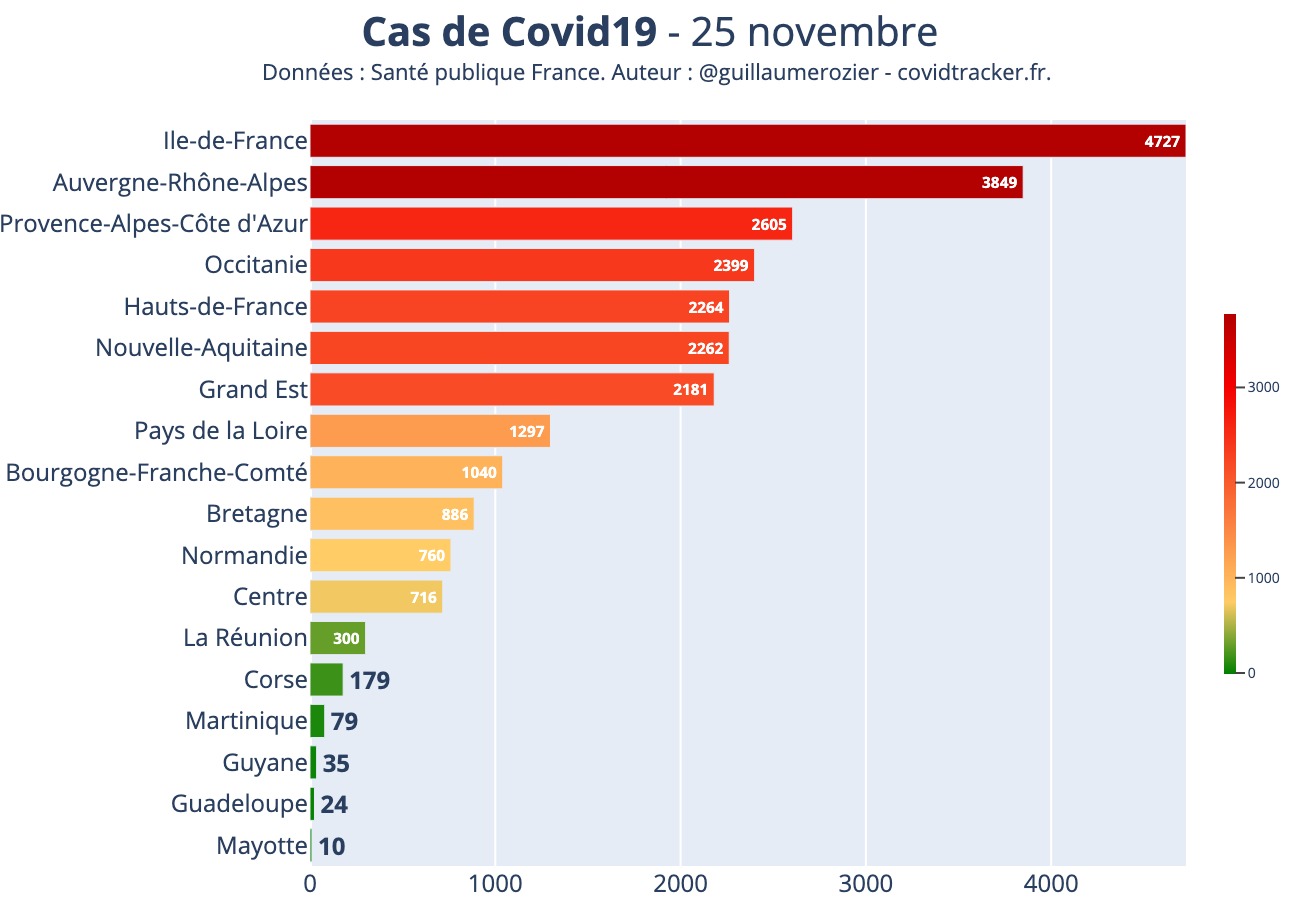 Cas de Covid19 - 25 novembre
Données : Santé publique France. Auteur : @guillaumerozier - covidtracker.fr.
Ile-de-France 4727
Auvergne-Rhône-Alpes 3849
Provence-Alpes-Côte d'Azur 2605
Occitanie 2399
Hauts-de-France 2264
Nouvelle-Aquitaine 2262
Grand Est 2181
Pays de la Loire 1297
Bourgogne-Franche-Comté 1040
Bretagne 886
Normandie 760
Centre 716
La Réunion 300
Corse 179
Martinique 79
Guyane 35
Guadeloupe 24
Mayotte 10
0 1000 2000 3000 4000
3000
2000
1000
0